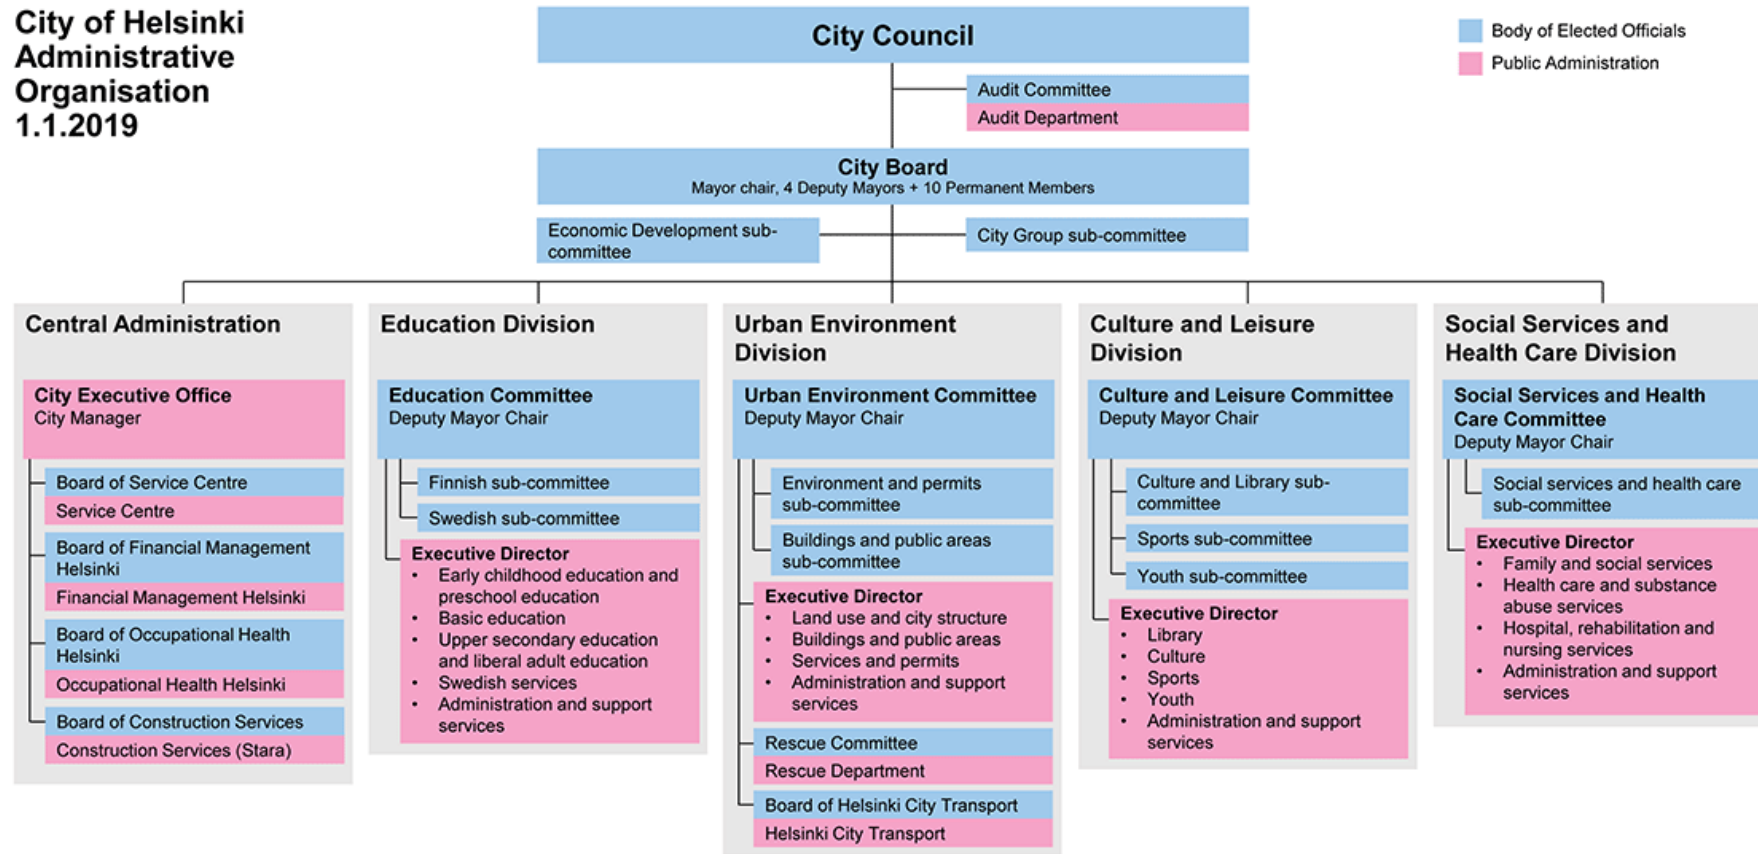 City of Helsinki
Administrative
Organisation
1.1.2019
City Council
Body of Elected Officials
Public Administration
Audit Committee
Audit Department
City Board
Mayor chair, 4 Deputy Mayors + 10 Permanent Members
Economic Development sub-
committee
City Group sub-committee
Central Administration
City Executive Office
City Manager
Board of Service Centre
Service Centre
Board of Financial Management
Helsinki
Financial Management Helsinki
Board of Occupational Health
Helsinki
Occupational Health Helsinki
Board of Construction Services
Construction Services (Stara)
Education Division
Education Committee
Deputy Mayor Chair
Finnish sub-committee
Swedish sub-committee
Executive Director
• Early childhood education and
preschool education
• Basic education
• Upper secondary education
and liberal adult education
• Swedish services
• Administration and support
services
Urban Environment
Division
Urban Environment Committee
Deputy Mayor Chair
Environment and permits
sub-committee
Buildings and public areas
sub-committee
Executive Director
• Land use and city structure
• Buildings and public areas
• Services and permits
• Administration and support
services
Rescue Committee
Rescue Department
Board of Helsinki City Transport
Helsinki City Transport
Culture and Leisure
Division
Culture and Leisure Committee
Deputy Mayor Chair
Culture and Library sub-
committee
Sports sub-committee
Youth sub-committee
Executive Director
• Library
• Culture
• Sports
• Youth
• Administration and support
services
Social Services and
Health Care Division
Social Services and Health
Care Committee
Deputy Mayor Chair
Social services and health care
sub-committee
Executive Director
• Family and social services
• Health care and substance
abuse services
• Hospital, rehabilitation and
nursing services
• Administration and support
services